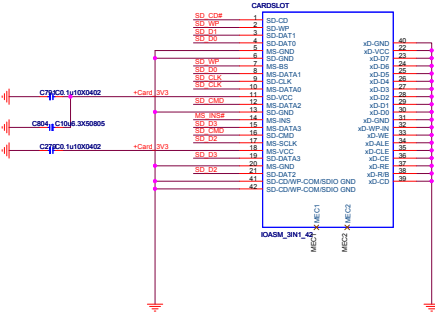 CARDSLOT
SD_CD# 1 SD-CD
SD_WP 2 SD-WP
SD_D1 3 SD-DAT1
SD_D0 4 SD-DAT0 40 xD-GND
5 MS-GND 22 xD-VCC
6 SD-GND 23 xD-D7
SD_WP 7 MS-BS 24 xD-D6
SD_D0 8 MS-DATA1 25 xD-D5
SD_CLK 9 SD-CLK 26 xD-D4
SD_CLK 10 MS-DATA0 27 xD-D3
C791 C0.1u10X0402 +Card_3V3 11 SD-VCC 28 xD-D2
SD_CMD 12 MS-DATA2 29 xD-D1
13 SD-GND 30 xD-D0
MS_INS# 14 MS-INS 31 xD-GND
SD_D3 15 MS-DATA3 32 xD-WP-IN
C804 C10u6.3X50805 SD_CMD 16 SD-CMD 33 xD-WE
SD_D2 17 MS-SCLK 34 xD-ALE
C279 C0.1u10X0402 +Card_3V3 18 MS-VCC 35 xD-CLE
SD_D3 19 SD-DATA3 36 xD-CE
20 MS-GND 37 xD-RE
SD_D2 21 SD-DAT2 38 xD-R/B
41 SD-CD/WP-COM/SDIO GND 39 xD-CD
42 SD-CD/WP-COM/SDIO GND
MEC1
MEC2
IOASM_3IN1_42
MEC1
MEC2